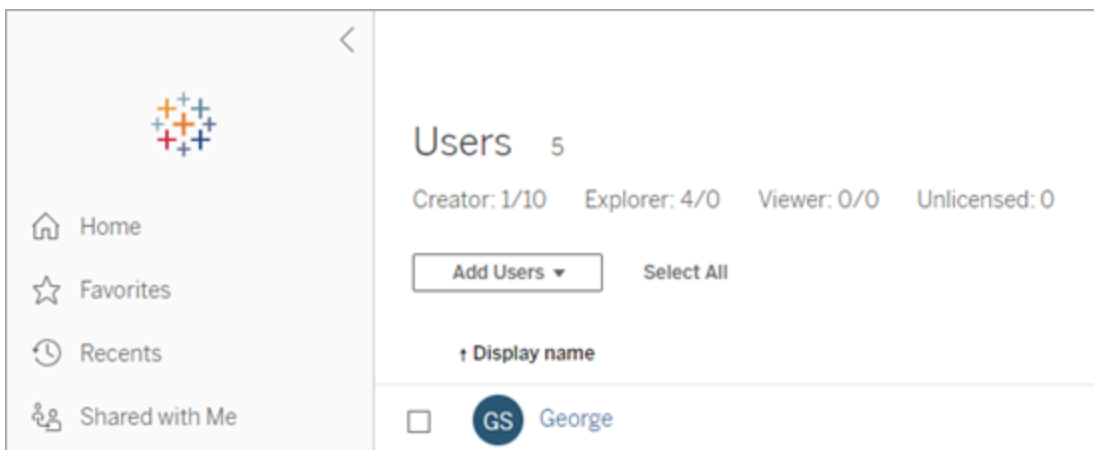 Home
Favorites
Recents
Shared with Me
Users 5
Creator: 1/10 Explorer: 4/0 Viewer: 0/0 Unlicensed: 0
Add Users Select All
Display name
GS George